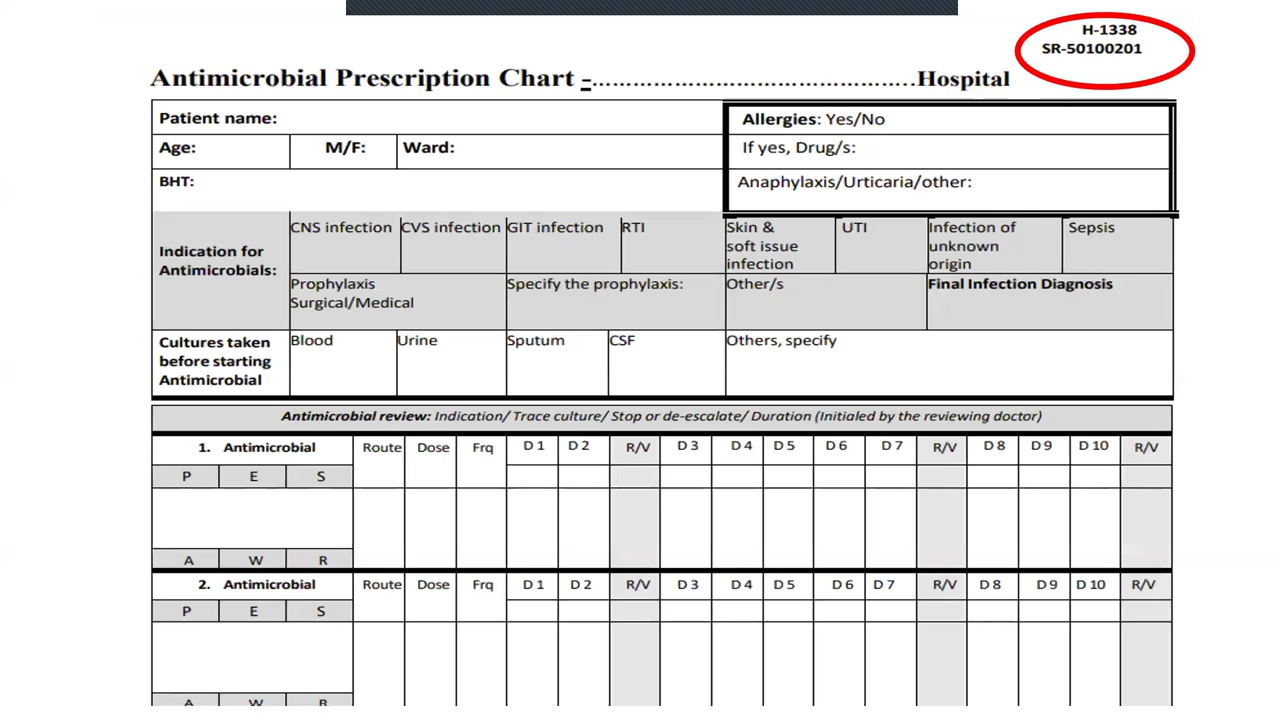 H-1338
SR-50100201
Antimicrobial Prescription Chart -................................................Hospital
Patient name:
Allergies: Yes/No
Age: M/F: Ward:
If yes, Drug/s:
BHT:
Anaphylaxis/Urticaria/other:
Indication for
Antimicrobials:
CNS infection CVS infection GIT infection RTI
Skin &
soft issue
infection
UTI
Infection of
unknown
origin
Sepsis
Prophylaxis
Surgical/Medical
Specify the prophylaxis:
Other/s
Final Infection Diagnosis
Cultures taken
before starting
Antimicrobial
Blood Urine Sputum CSF Others, specify
Antimicrobial review: Indication/ Trace culture/ Stop or de-escalate/ Duration (Initialed by the reviewing doctor)
1. Antimicrobial Route Dose Frq D 1 D 2 R/V D 3 D 4 D 5 D 6 D 7 R/V D 8 D 9 D 10 R/V
P E S
A W R
2. Antimicrobial Route Dose Frq D 1 D 2 R/V D 3 D 4 D 5 D 6 D 7 R/V D 8 D 9 D 10 R/V
P E S
A W R